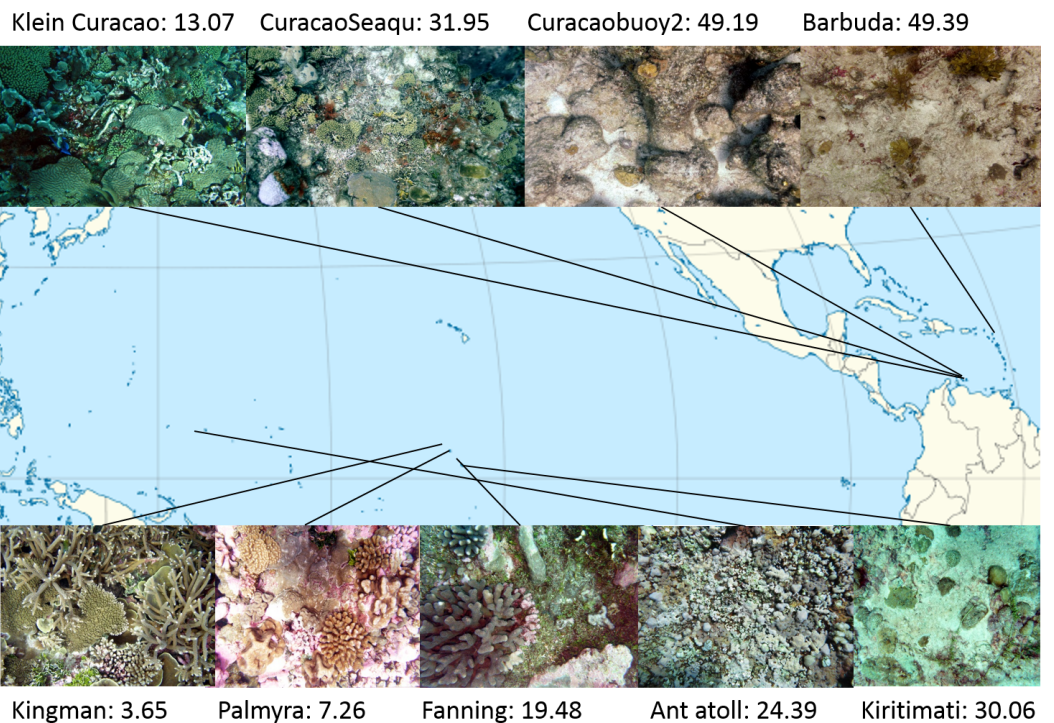 Klein Curacao: 13.07 CuracaoSeaqu: 31.95 Curacaobuoy2: 49.19 Barbuda: 49.39
Kingman: 3.65 Palmyra: 7.26 Fanning: 19.48 Ant atoll: 24.39 Kiritimati: 30.06